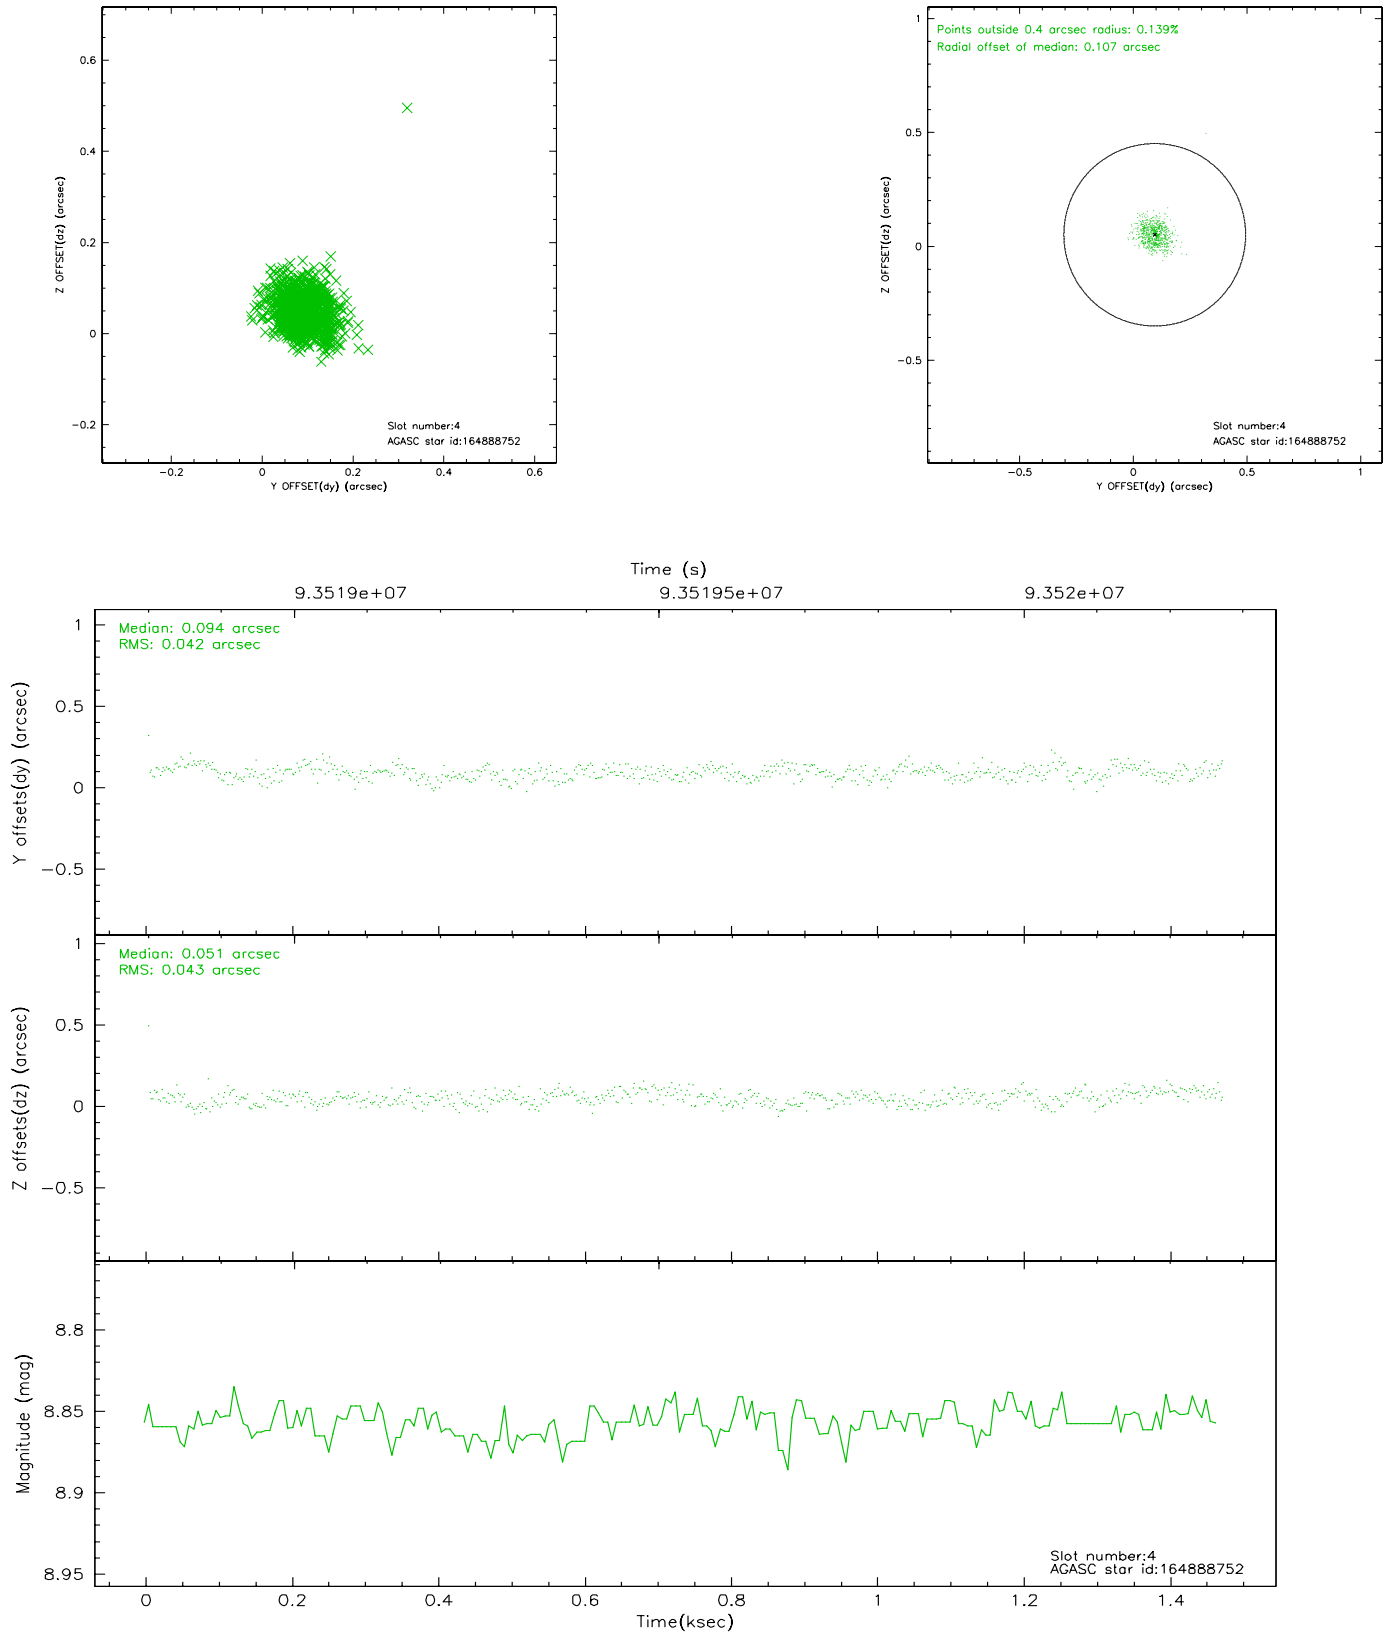 0.6
0.4
0.2
0
−0.2
Z OFFSET(dz) (arcsec)
Slot number:4
AGASC star id:164888752
−0.2 0 0.2 0.4 0.6
Y OFFSET(dy) (arcsec)
Points outside 0.4 arcsec radius: 0.139%
Radial offset of median: 0.107 arcsec
1
0.5
0
−0.5
Z OFFSET(dz) (arcsec)
Slot number:4
AGASC star id:164888752
−0.5 0 0.5 1
Y OFFSET(dy) (arcsec)
Time (s)
9.3519e+07 9.35195e+07 9.352e+07
Median: 0.094 arcsec
RMS: 0.042 arcsec
1
0.5
0
−0.5
Y offsets(dy) (arcsec)
Median: 0.051 arcsec
RMS: 0.043 arcsec
1
0.5
0
−0.5
Z offsets(dz) (arcsec)
8.8
8.85
8.9
8.95
Magnitude (mag)
Slot number:4
AGASC star id:164888752
0 0.2 0.4 0.6 0.8 1 1.2 1.4
Time(ksec)